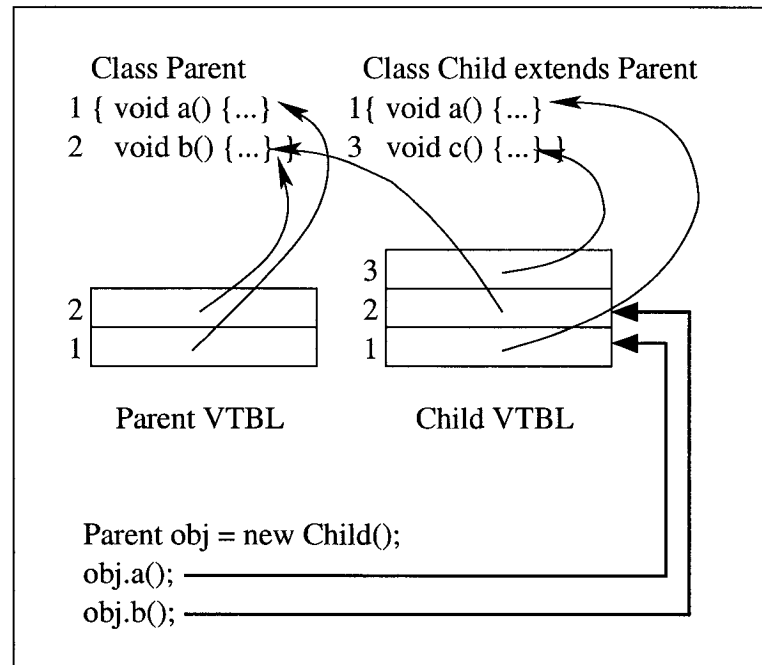 Class Parent
1 { void a() {...}
2 void b() {...} }
Class Child extends Parent
1{ void a() {...}
3 void c() {...} }
2
1
Parent VTBL
3
2
1
Child VTBL
Parent obj = new Child();
obj.a();
obj.b();